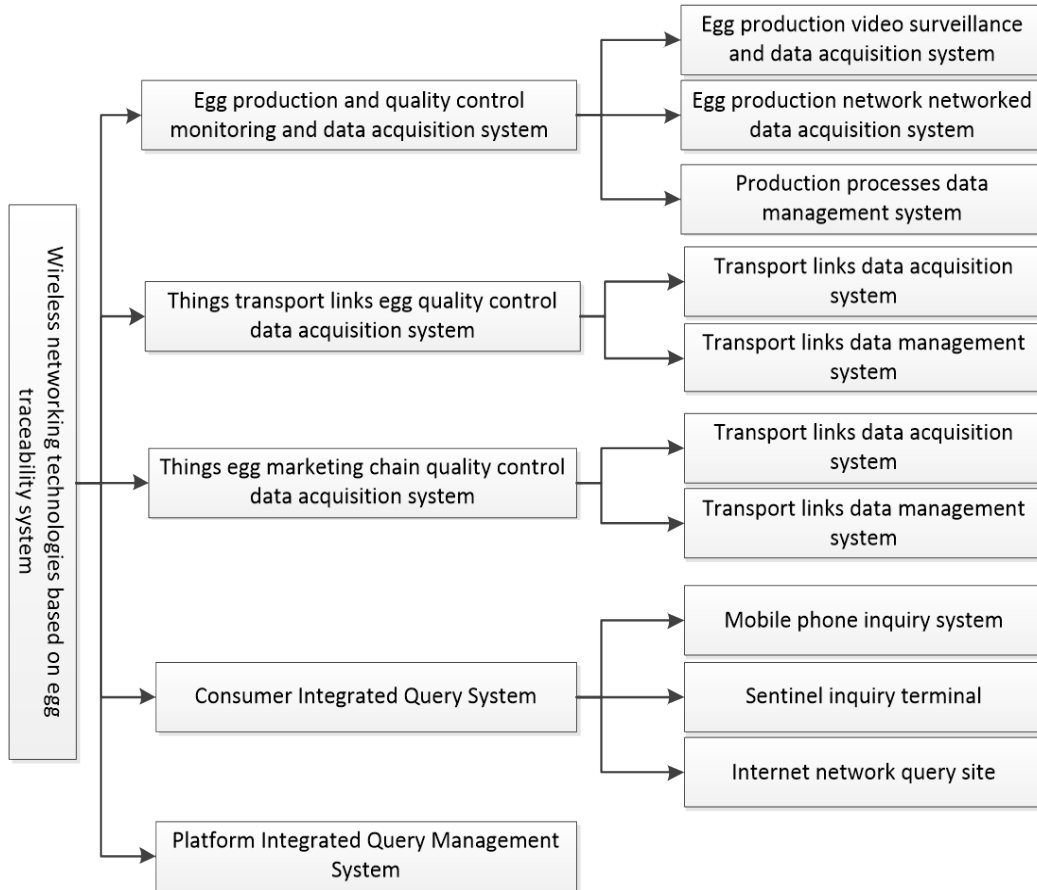 Wireless networking technologies based on egg
traceability system
Egg production and quality control
monitoring and data acquisition system
Egg production video surveillance
and data acquisition system
Egg production network networked
data acquisition system
Production processes data
management system
Things transport links egg quality control
data acquisition system
Transport links data acquisition
system
Transport links data management
system
Things egg marketing chain quality control
data acquisition system
Transport links data acquisition
system
Transport links data management
system
Consumer Integrated Query System
Mobile phone inquiry system
Sentinel inquiry terminal
Internet network query site
Platform Integrated Query Management
System